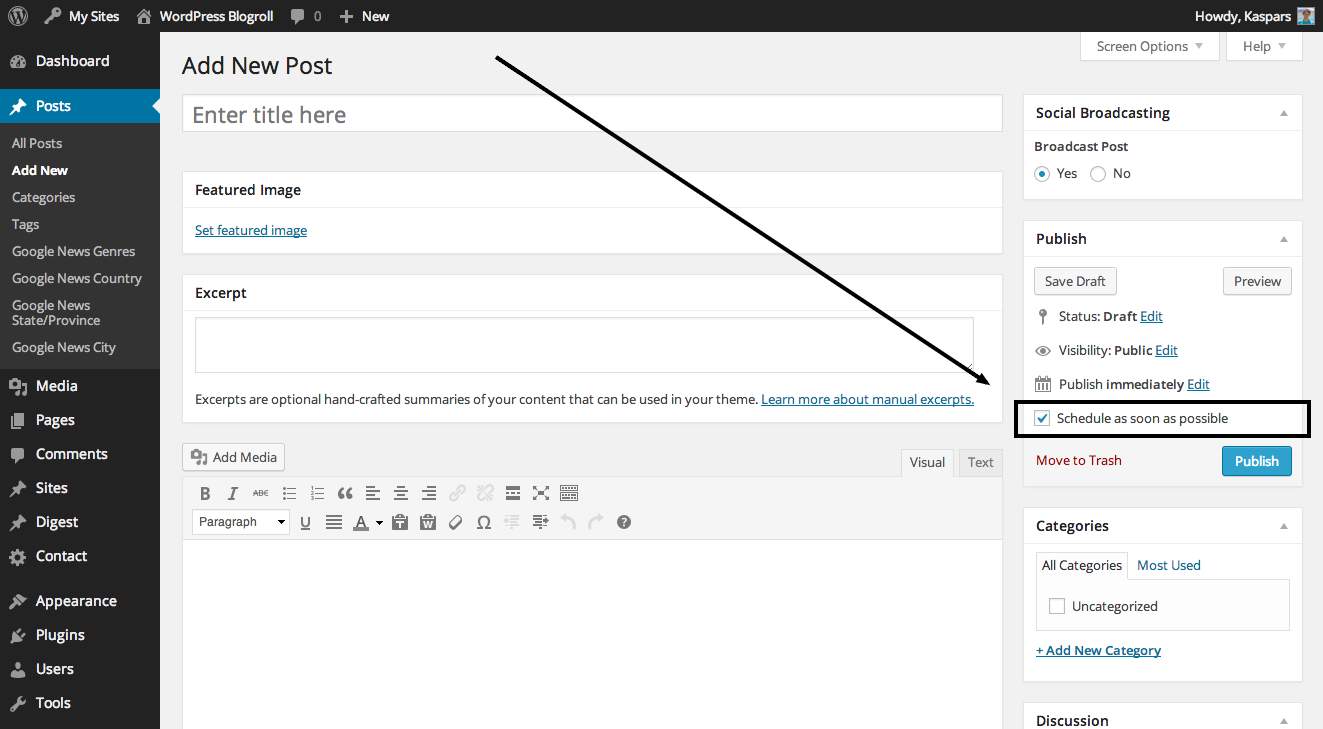 My Sites
WordPress Blogroll
0
New
Howdy, Kaspars
Dashboard
Posts
All Posts
Add New
Categories
Tags
Google News Genres
Google News Country
Google News
State/Province
Google News City
Media
Pages
Comments
Sites
Digest
Contact
Appearance
Plugins
Users
Tools
Screen Options
Help
Add New Post
Enter title here
Featured Image
Set featured image
Excerpt
Excerpts are optional hand-crafted summaries of your content that can be used in your theme. Learn more about manual excerpts.
Add Media
Visual
Text
B I ABC
Paragraph U A T W Ω ?
Social Broadcasting
Broadcast Post
Yes No
Publish
Save Draft
Preview
Status: Draft Edit
Visibility: Public Edit
Publish immediately Edit
Schedule as soon as possible
Move to Trash
Publish
Categories
All Categories
Most Used
Uncategorized
+ Add New Category
Discussion